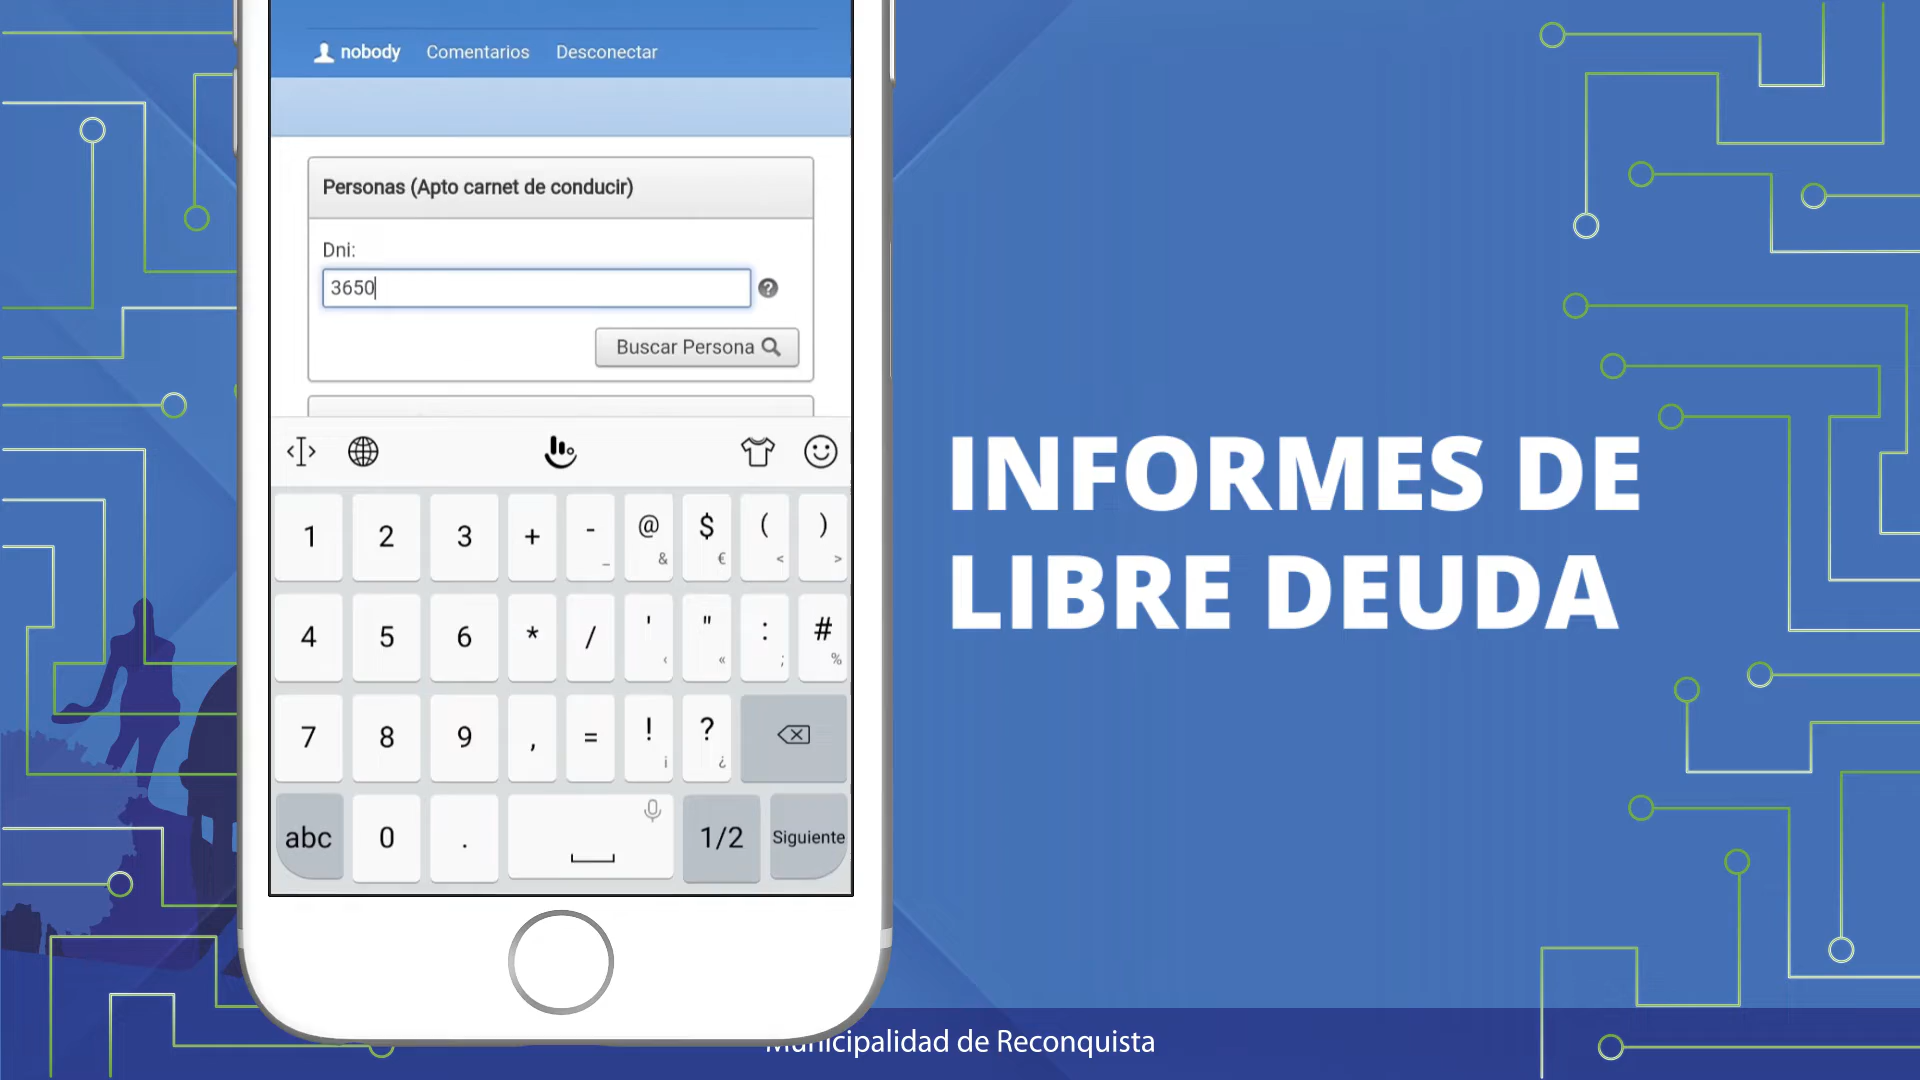 nobody Comentarios Desconectar
Personas (Apto carnet de conducir)
Dni:
3650
?
Buscar Persona
1 2 3 + - _ @ & $ € ( < ) >
4 5 6 * / ' ‹ " « : ; # %
7 8 9 , = ! ¡ ? ¿
abc 0 . 1/2 Siguiente
INFORMES DE
LIBRE DEUDA
Municipalidad de Reconquista